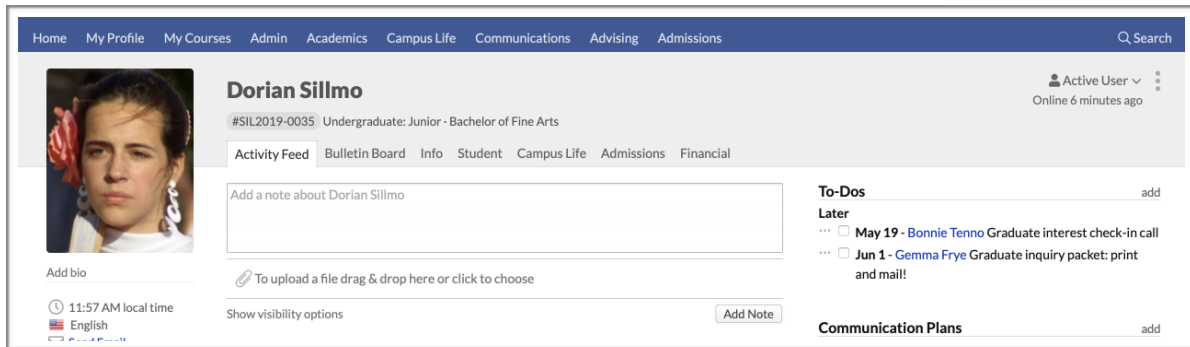 Home My Profile My Courses Admin Academics Campus Life Communications Advising Admissions Search
Dorian Sillmo
Active User
Online 6 minutes ago
#SIL2019-0035 Undergraduate: Junior · Bachelor of Fine Arts
Activity Feed Bulletin Board Info Student Campus Life Admissions Financial
Add a note about Dorian Sillmo
To upload a file drag & drop here or click to choose
Show visibility options Add Note
To-Dos add
Later
May 19 - Bonnie Tenno Graduate interest check-in call
Jun 1 - Gemma Frye Graduate inquiry packet: print
and mail!
Communication Plans add
Add bio
11:57 AM local time
English
Send Email